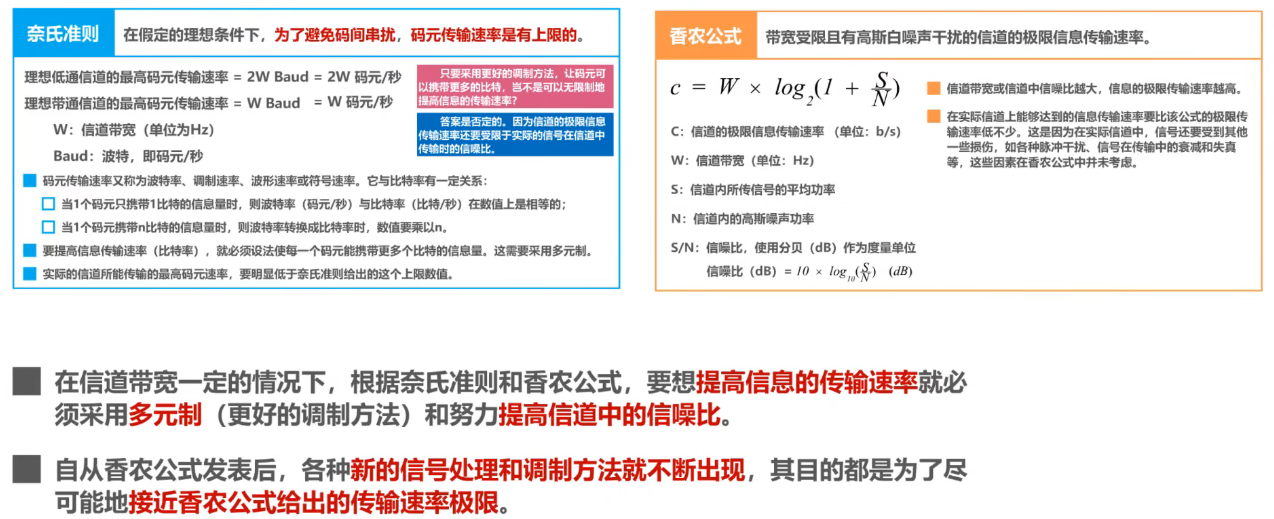 奈氏准则
在假定的理想条件下，为了避免码间串扰，码元传输速率是有上限的。
理想低通信道的最高码元传输速率 = 2W Baud = 2W 码元/秒
理想带通信道的最高码元传输速率 = W Baud = W 码元/秒
W：信道带宽（单位为Hz）
Baud：波特，即码元/秒
只要采用更好的调制方法，让码元可
以携带更多的比特，岂不是可以无限制地
提高信息的传输速率？
答案是否定的。因为信道的极限信息
传输速率还要受限于实际的信号在信道中
传输时的信噪比。
码元传输速率又称为波特率、调制速率、波形速率或符号速率。它与比特率有一定关系：
当1个码元只携带1比特的信息量时，则波特率（码元/秒）与比特率（比特/秒）在数值上是相等的；
当1个码元携带n比特的信息量时，则波特率转换成比特率时，数值要乘以n。
要提高信息传输速率（比特率），就必须设法使每一个码元能携带更多个比特的信息量。这需要采用多元制。
实际的信道所能传输的最高码元速率，要明显低于奈氏准则给出的这个上限数值。
香农公式
带宽受限且有高斯白噪声干扰的信道的极限信息传输速率。
c = W × log₂(1 + S/N)
C：信道的极限信息传输速率 （单位：b/s）
W：信道带宽（单位：Hz）
S：信道内所传信号的平均功率
N：信道内的高斯噪声功率
S/N：信噪比，使用分贝（dB）作为度量单位
信噪比（dB）= 10 × log₁₀(S/N) (dB)
信道带宽或信道中信噪比越大，信息的极限传输速率越高。
在实际信道上能够达到的信息传输速率要比该公式的极限传
输速率低不少。这是因为在实际信道中，信号还要受到其他
一些损伤，如各种脉冲干扰、信号在传输中的衰减和失真
等，这些因素在香农公式中并未考虑。
在信道带宽一定的情况下，根据奈氏准则和香农公式，要想提高信息的传输速率就必
须采用多元制（更好的调制方法）和努力提高信道中的信噪比。
自从香农公式发表后，各种新的信号处理和调制方法就不断出现，其目的都是为了尽
可能地接近香农公式给出的传输速率极限。